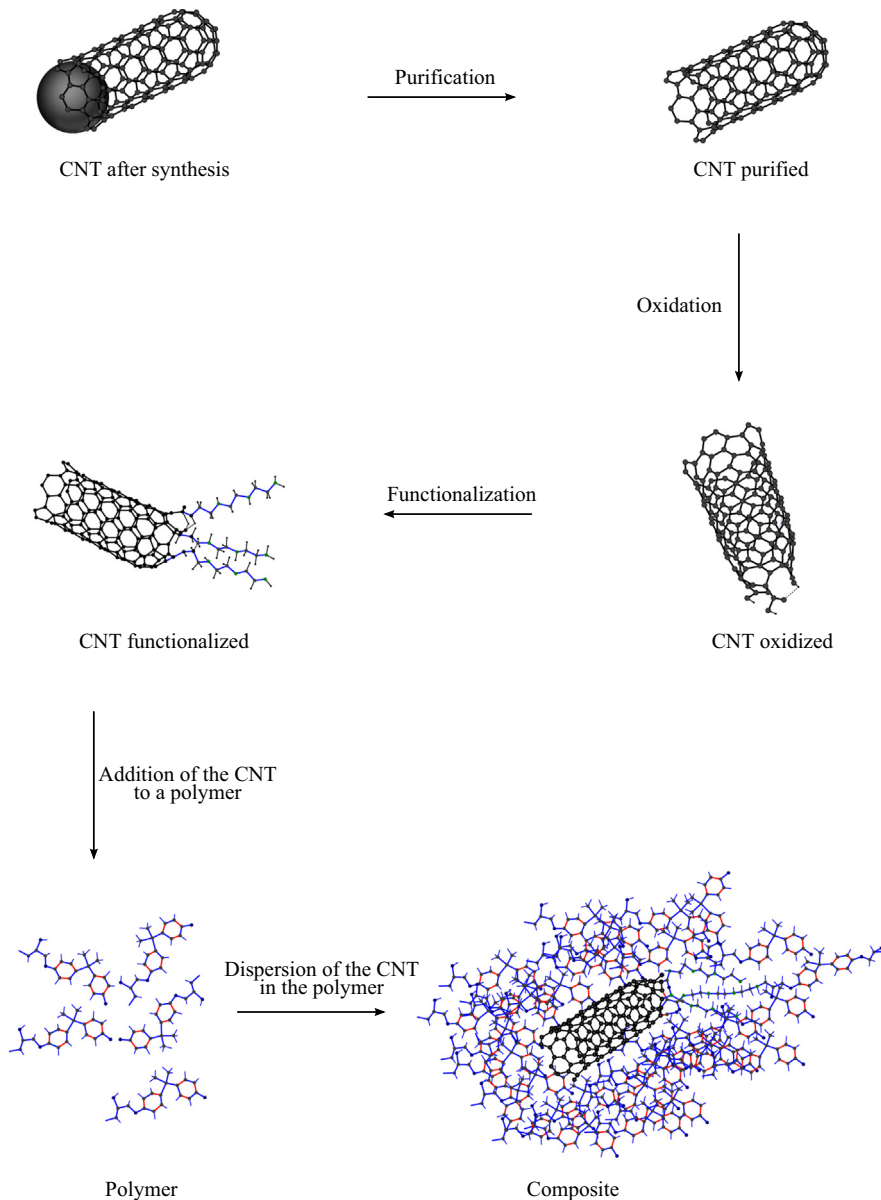 Purification
CNT after synthesis
CNT purified
Oxidation
Functionalization
CNT functionalized
CNT oxidized
Addition of the CNT
to a polymer
Dispersion of the CNT
in the polymer
Polymer
Composite